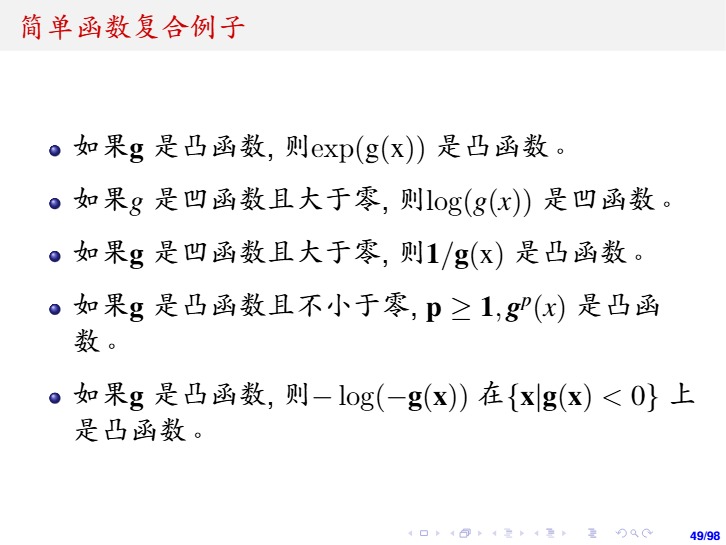 简单函数复合例子
如果g 是凸函数, 则exp(g(x)) 是凸函数。
如果g 是凹函数且大于零, 则log(g(x)) 是凹函数。
如果g 是凹函数且大于零, 则1/g(x) 是凸函数。
如果g 是凸函数且不小于零, p ≥ 1, gᵖ(x) 是凸函
数。
如果g 是凸函数, 则− log(−g(x)) 在{x|g(x) < 0} 上
是凸函数。
49/98